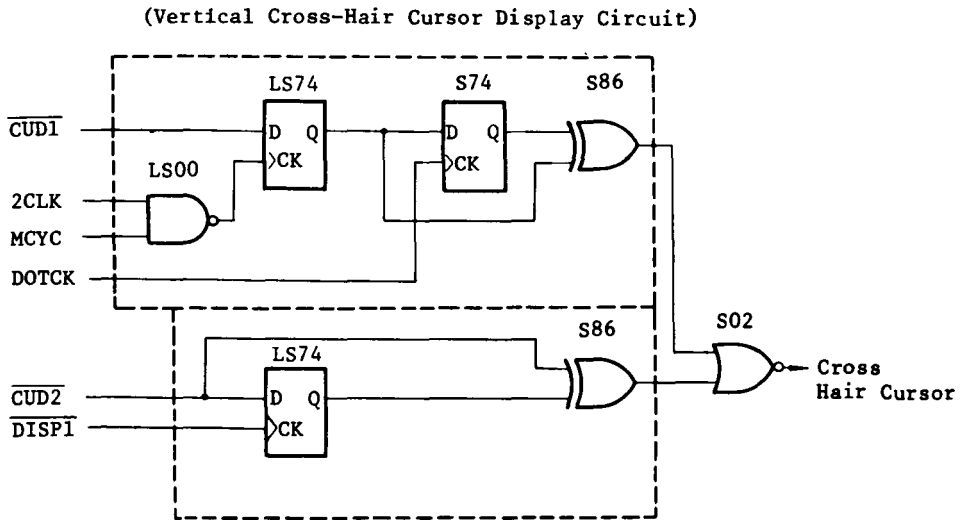 (Vertical Cross-Hair Cursor Display Circuit)
LS74
S74
S86
CUD1
D Q
CK
D Q
CK
LS00
2CLK
MCYC
DOTCK
S86
S02
LS74
CUD2
D Q
DISP1
CK
Cross
Hair Cursor